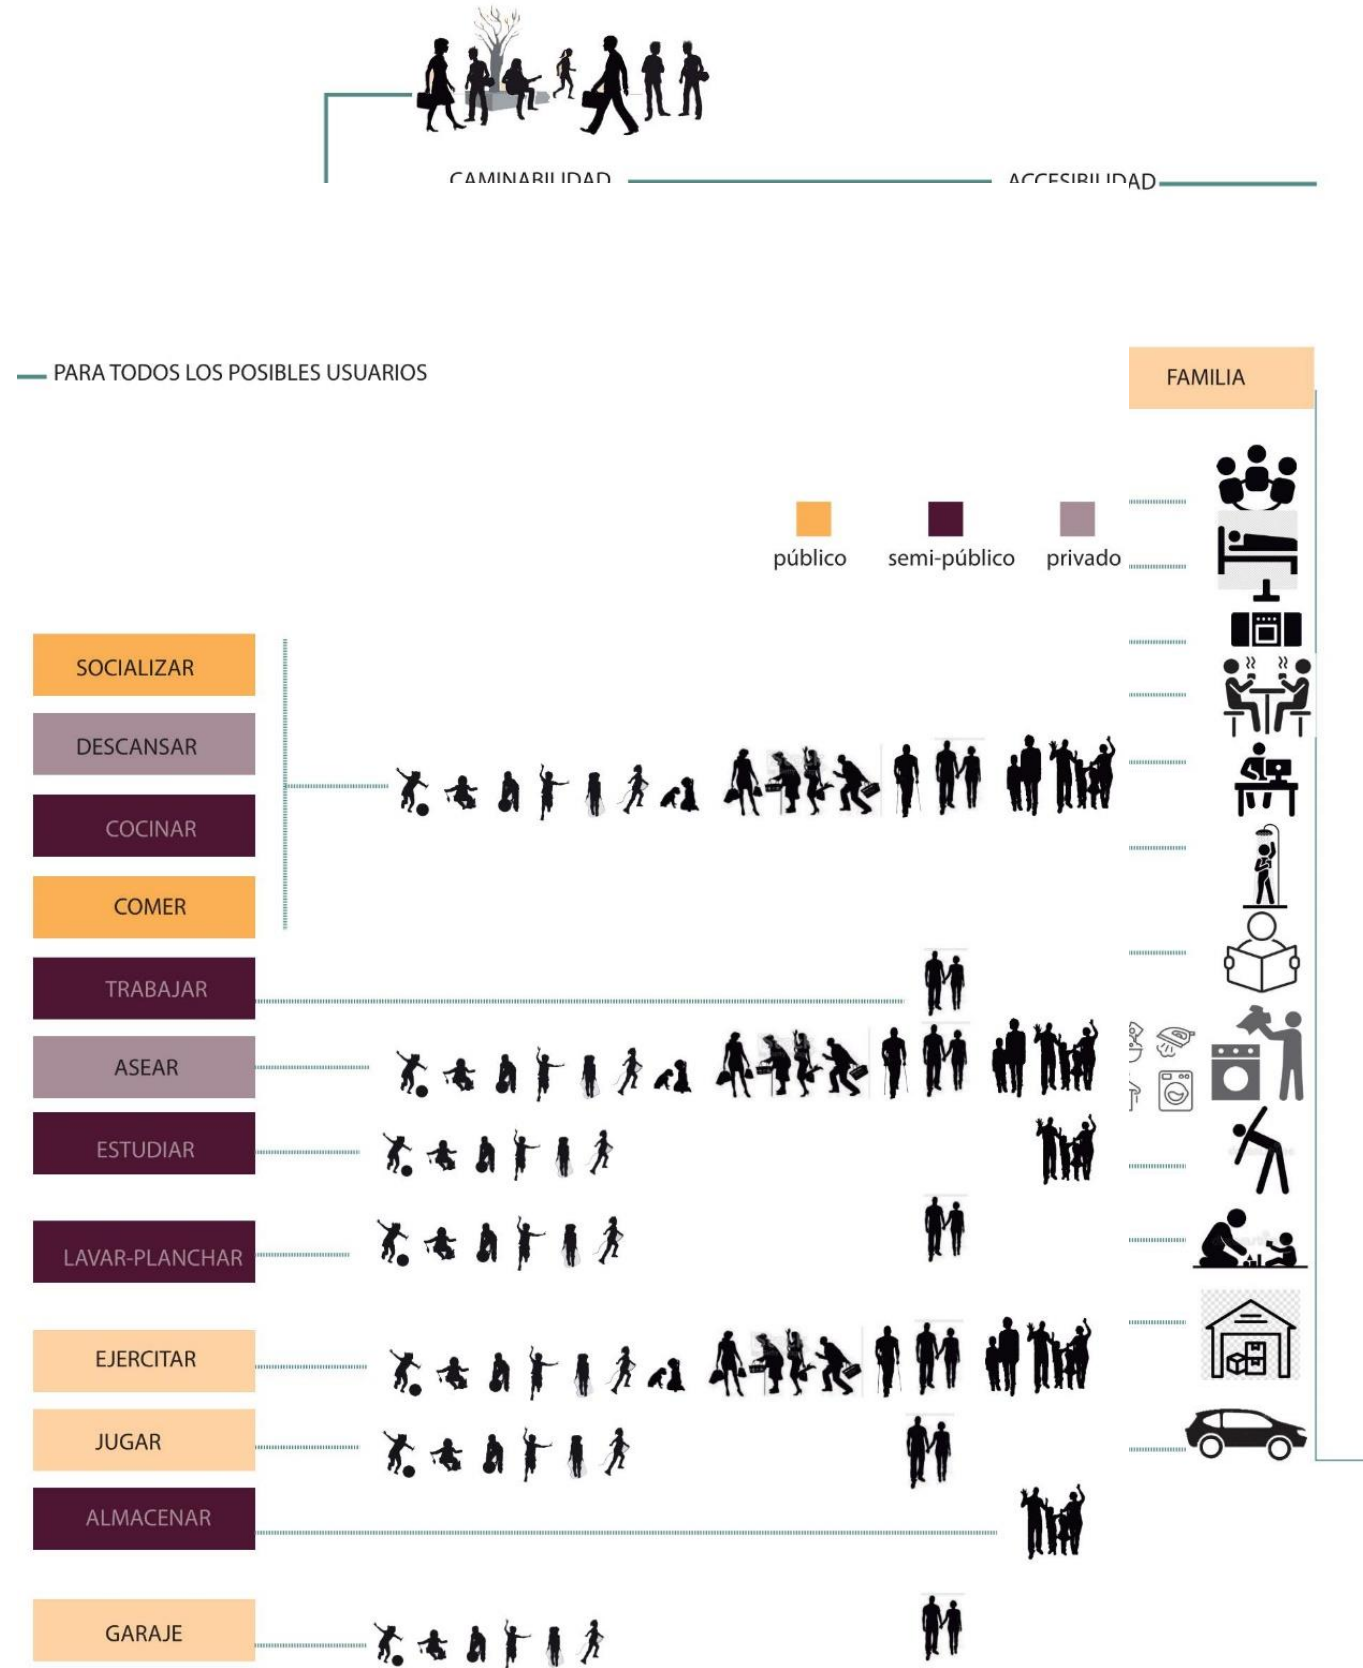 CAMINABILIDAD
ACCESIBILIDAD
PARA TODOS LOS POSIBLES USUARIOS
FAMILIA
público
semi-público
privado
SOCIALIZAR
DESCANSAR
COCINAR
COMER
TRABAJAR
ASEAR
ESTUDIAR
LAVAR-PLANCHAR
EJERCITAR
JUGAR
ALMACENAR
GARAJE